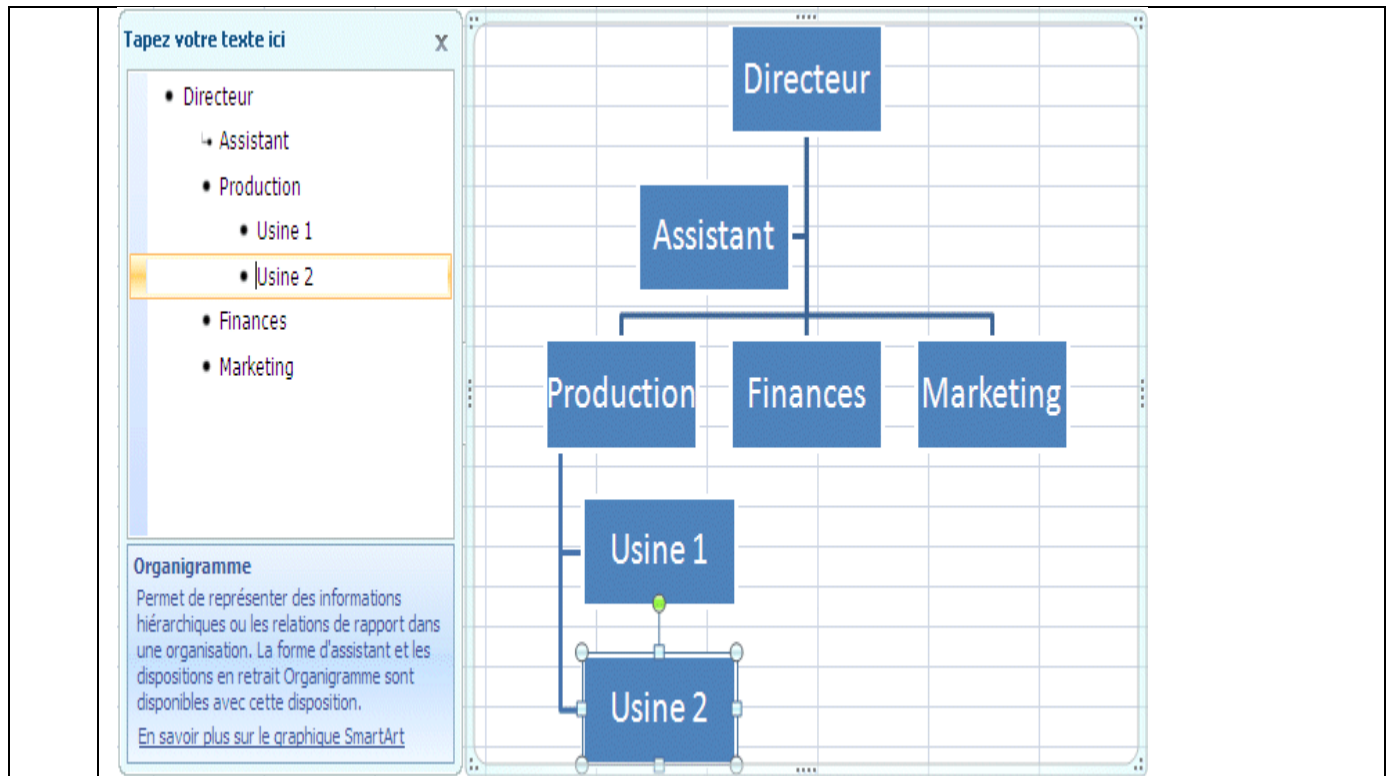 Tapez votre texte ici
X
Directeur
Assistant
Production
Usine 1
Usine 2
Finances
Marketing
Organigramme
Permet de représenter des informations
hiérarchiques ou les relations de rapport dans
une organisation. La forme d'assistant et les
dispositions en retrait Organigramme sont
disponibles avec cette disposition.
En savoir plus sur le graphique SmartArt
Directeur
Assistant
Production Finances Marketing
Usine 1
Usine 2